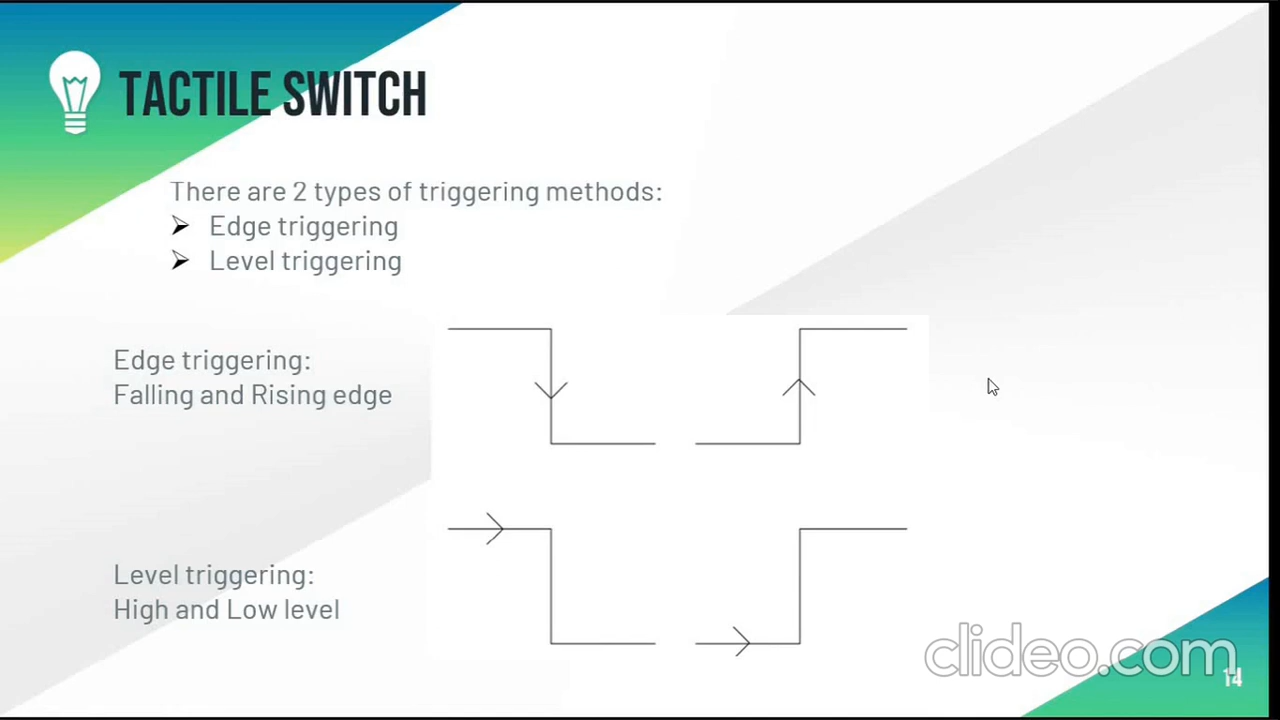 TACTILE SWITCH
There are 2 types of triggering methods:
Edge triggering
Level triggering
Edge triggering:
Falling and Rising edge
Level triggering:
High and Low level
clideo.com
14